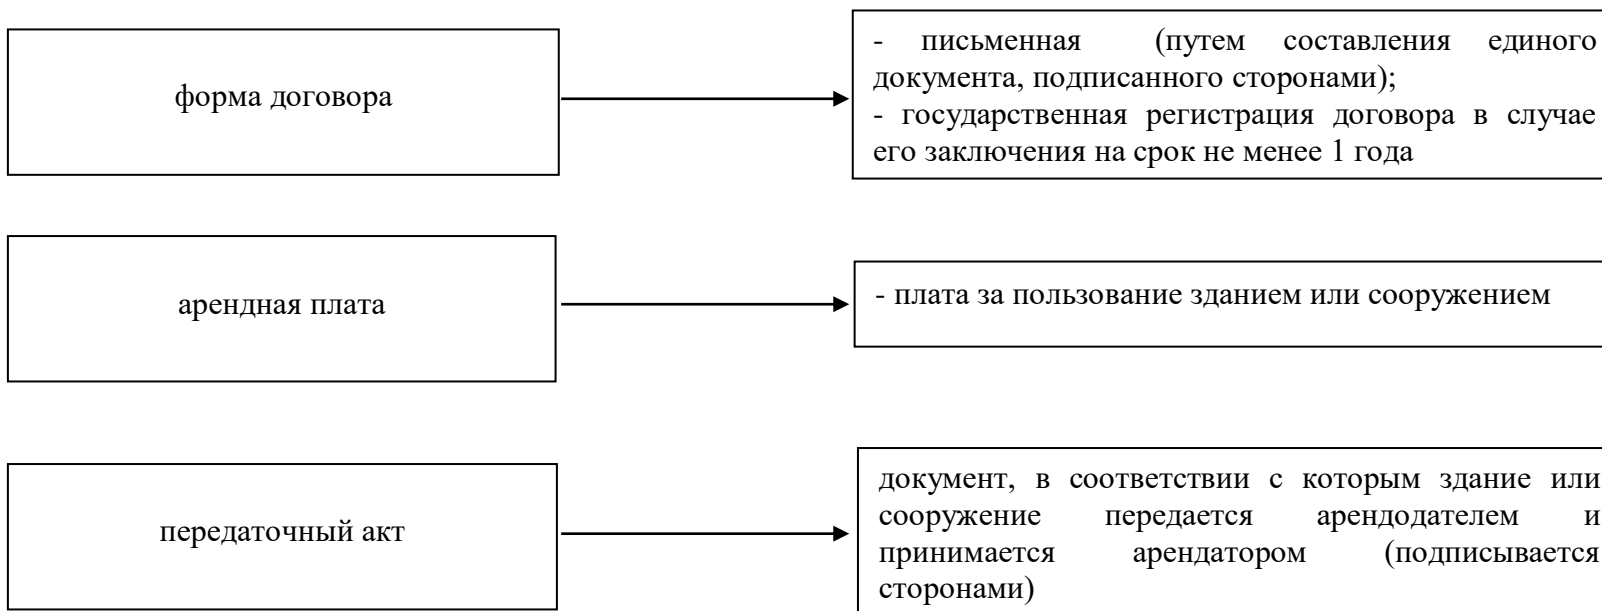 форма договора
- письменная (путем составления единого
документа, подписанного сторонами);
- государственная регистрация договора в случае
его заключения на срок не менее 1 года
арендная плата
- плата за пользование зданием или сооружением
передаточный акт
документ, в соответствии с которым здание или
сооружение передается арендодателем и
принимается арендатором (подписывается
сторонами)